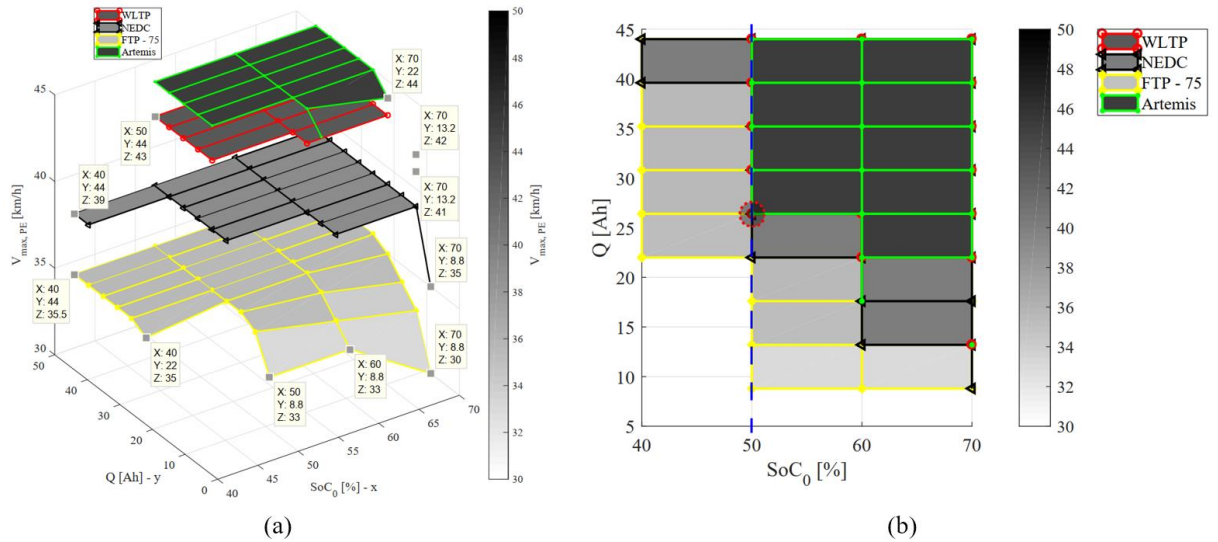 WLTP
NEDC
FTP - 75
Artemis
45
40
35
30
V max, PE [km/h]
50
40
30
20
10
0
Q [Ah] - y
40
45
50
55
60
65
70
SoC0 [%] - x
X: 50
Y: 44
Z: 43
X: 40
Y: 44
Z: 39
X: 40
Y: 44
Z: 35.5
X: 40
Y: 22
Z: 35
X: 50
Y: 8.8
Z: 33
X: 60
Y: 8.8
Z: 33
X: 70
Y: 22
Z: 44
X: 70
Y: 13.2
Z: 42
X: 70
Y: 13.2
Z: 41
X: 70
Y: 8.8
Z: 35
X: 70
Y: 8.8
Z: 30
50
48
46
44
42
40
38
36
34
32
30
V max, PE [km/h]
(a)
45
40
35
30
25
20
15
10
5
Q [Ah]
40
50
60
70
SoC0 [%]
50
48
46
44
42
40
38
36
34
32
30
WLTP
NEDC
FTP - 75
Artemis
(b)